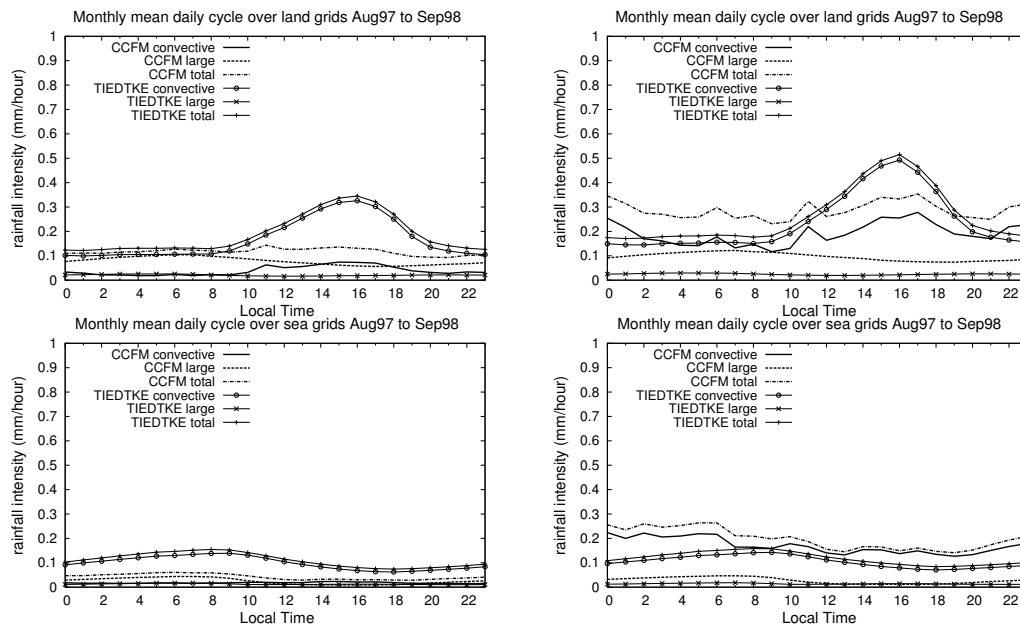 Monthly mean daily cycle over land grids Aug97 to Sep98
rainfall intensity (mm/hour)
1
0.9
0.8
0.7
0.6
0.5
0.4
0.3
0.2
0.1
0
CCFM convective
CCFM large
CCFM total
TIEDTKE convective
TIEDTKE large
TIEDTKE total
0 2 4 6 8 10 12 14 16 18 20 22
Local Time
Monthly mean daily cycle over land grids Aug97 to Sep98
rainfall intensity (mm/hour)
1
0.9
0.8
0.7
0.6
0.5
0.4
0.3
0.2
0.1
0
CCFM convective
CCFM large
CCFM total
TIEDTKE convective
TIEDTKE large
TIEDTKE total
0 2 4 6 8 10 12 14 16 18 20 22
Local Time
Monthly mean daily cycle over sea grids Aug97 to Sep98
rainfall intensity (mm/hour)
1
0.9
0.8
0.7
0.6
0.5
0.4
0.3
0.2
0.1
0
CCFM convective
CCFM large
CCFM total
TIEDTKE convective
TIEDTKE large
TIEDTKE total
0 2 4 6 8 10 12 14 16 18 20 22
Local Time
Monthly mean daily cycle over sea grids Aug97 to Sep98
rainfall intensity (mm/hour)
1
0.9
0.8
0.7
0.6
0.5
0.4
0.3
0.2
0.1
0
CCFM convective
CCFM large
CCFM total
TIEDTKE convective
TIEDTKE large
TIEDTKE total
0 2 4 6 8 10 12 14 16 18 20 22
Local Time